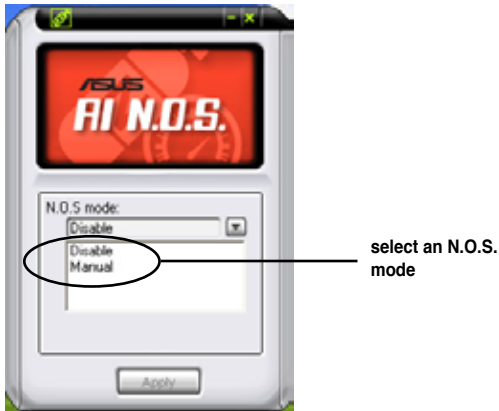 ASUS
AI N.O.S.
N.O.S mode:
Disable
Disable
Manual
select an N.O.S.
mode
Apply